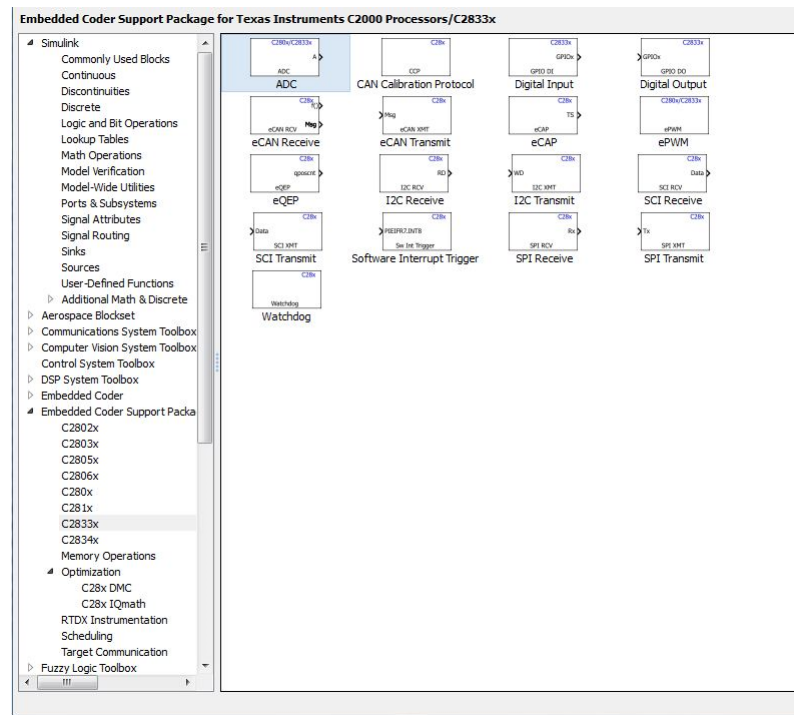 Embedded Coder Support Package for Texas Instruments C2000 Processors/C2833x
Simulink
Commonly Used Blocks
Continuous
Discontinuities
Discrete
Logic and Bit Operations
Lookup Tables
Math Operations
Model Verification
Model-Wide Utilities
Ports & Subsystems
Signal Attributes
Signal Routing
Sinks
Sources
User-Defined Functions
Additional Math & Discrete
Aerospace Blockset
Communications System Toolbox
Computer Vision System Toolbox
Control System Toolbox
DSP System Toolbox
Embedded Coder
Embedded Coder Support Packa
C2802x
C2803x
C2805x
C2806x
C280x
C281x
C2833x
C2834x
Memory Operations
Optimization
C28x DMC
C28x IQmath
RTDX Instrumentation
Scheduling
Target Communication
Fuzzy Logic Toolbox
C280x/C2833x
A
ADC
ADC
C28x
CCP
CAN Calibration Protocol
C2833x
GPIOx
GPIO DI
Digital Input
C2833x
GPIOx
GPIO DO
Digital Output
C28x
f()
Msg
eCAN RCV
eCAN Receive
C28x
Msg
eCAN XMT
eCAN Transmit
C28x
TS
eCAP
eCAP
C280x/C2833x
ePWM
ePWM
C28x
qposcnt
eQEP
eQEP
C28x
RD
I2C RCV
I2C Receive
C28x
WD
I2C XMT
I2C Transmit
C28x
Data
SCI RCV
SCI Receive
C28x
Data
SCI XMT
SCI Transmit
C28x
PIEIFR7.INT8
Sw Int Trigger
Software Interrupt Trigger
C28x
Rx
SPI RCV
SPI Receive
C28x
Tx
SPI XMT
SPI Transmit
C28x
Watchdog
Watchdog